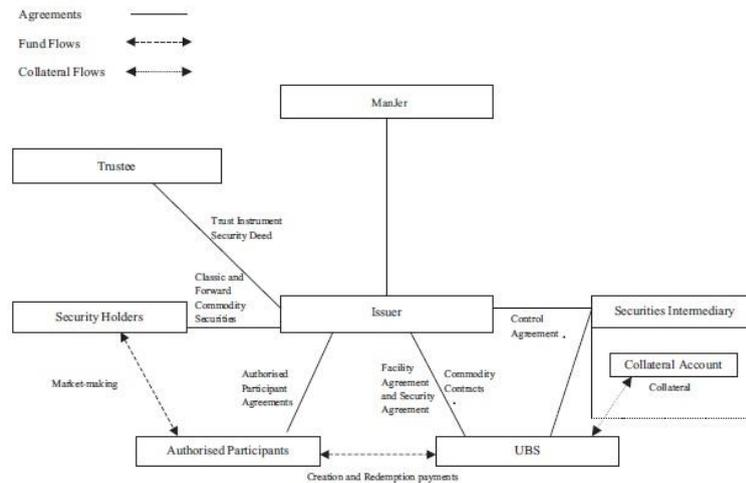 Agreements
Fund Flows
Collateral Flows
ManJer
Trustee
Trust Instrument
Security Deed
Classic and
Forward
Commodity
Securities
Security Holders
Issuer
Securities Intermediary
Control
Agreement
Collateral Account
Collateral
Market-making
Authorised
Participant
Agreements
Facility
Agreement
and Security
Agreement
Commodity
Contracts
Authorised Participants
UBS
Creation and Redemption payments